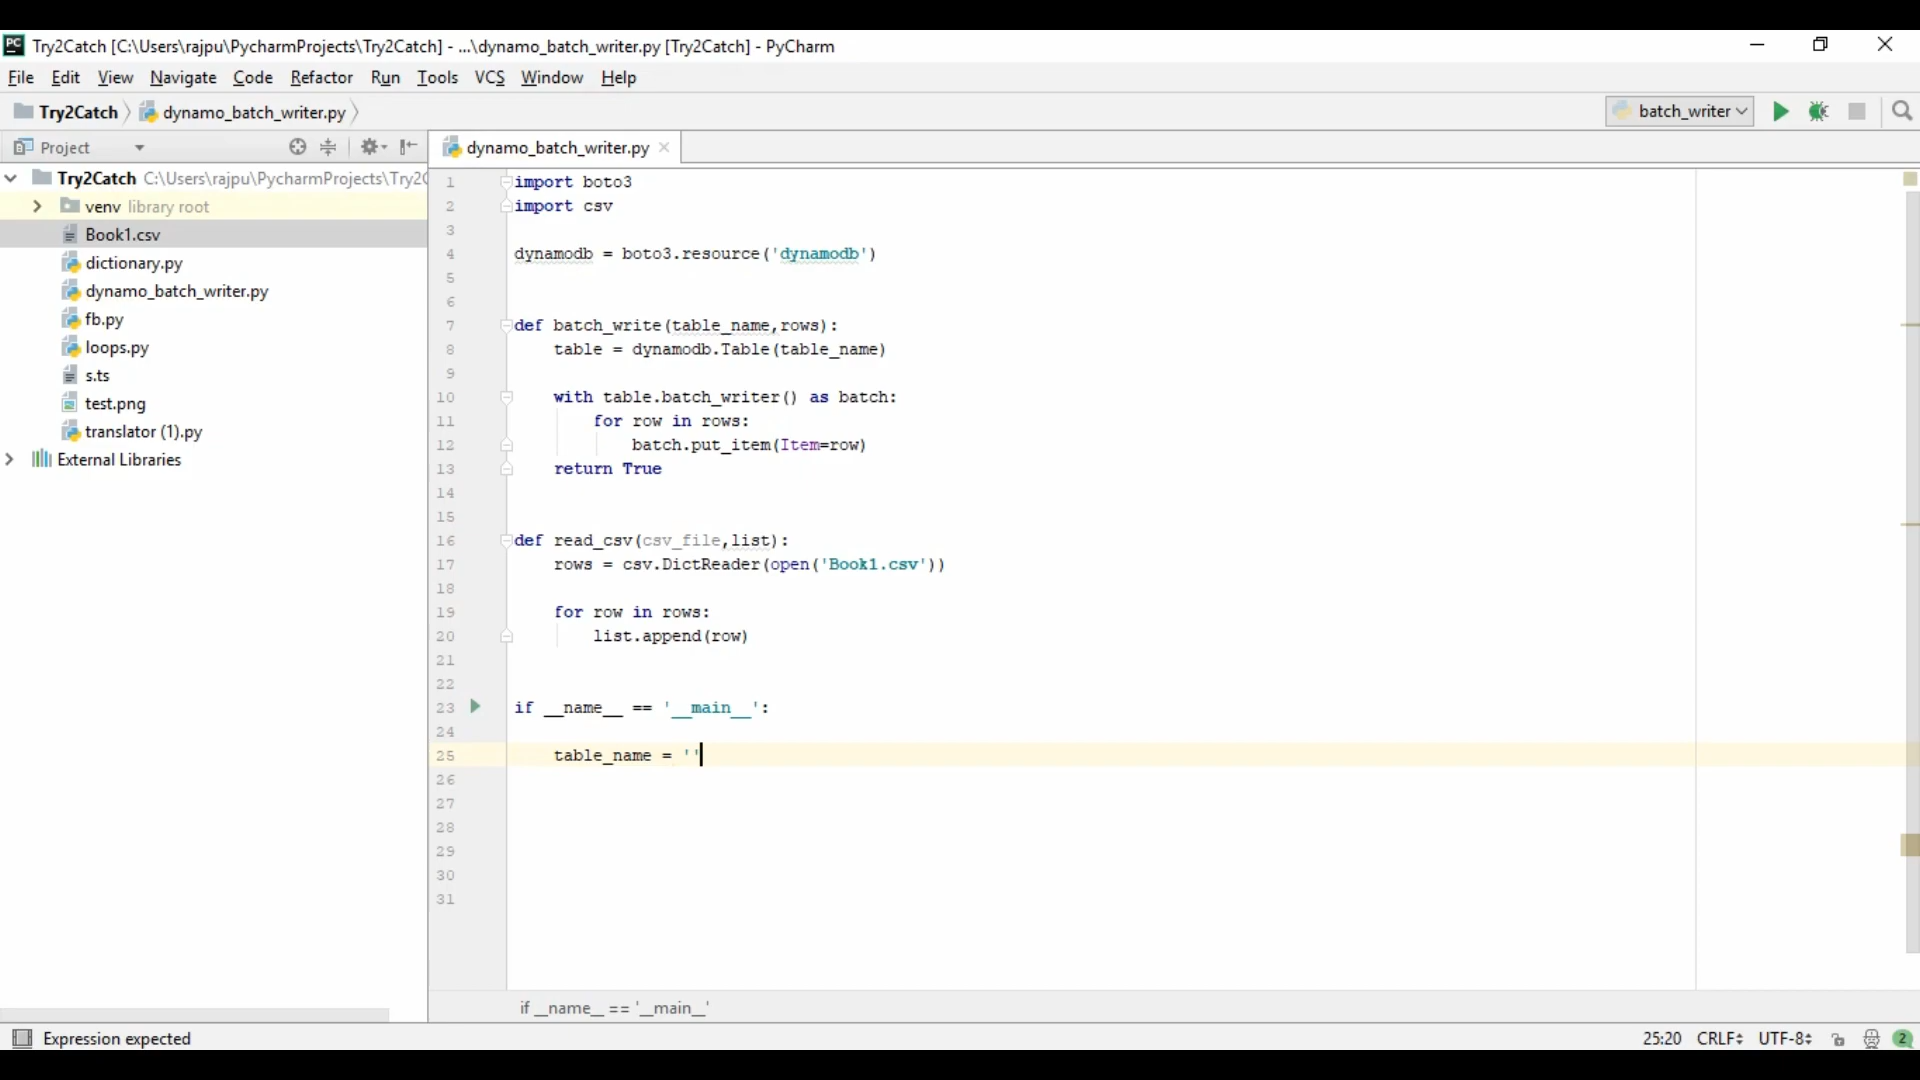 Try2Catch [C:\Users\rajpu\PycharmProjects\Try2Catch] - ...\dynamo_batch_writer.py [Try2Catch] - PyCharm
File Edit View Navigate Code Refactor Run Tools VCS Window Help
Try2Catch dynamo_batch_writer.py batch_writer
Project dynamo_batch_writer.py
Try2Catch C:\Users\rajpu\PycharmProjects\Try2C
venv library root
Book1.csv
dictionary.py
dynamo_batch_writer.py
fb.py
loops.py
s.ts
test.png
translator (1).py
External Libraries
1 import boto3
2 import csv
3
4 dynamodb = boto3.resource('dynamodb')
5
6
7 def batch_write(table_name,rows):
8 table = dynamodb.Table(table_name)
9
10 with table.batch_writer() as batch:
11 for row in rows:
12 batch.put_item(Item=row)
13 return True
14
15
16 def read_csv(csv_file,list):
17 rows = csv.DictReader(open('Book1.csv'))
18
19 for row in rows:
20 list.append(row)
21
22
23 if __name__ == '__main__':
24
25 table_name = ''
26
27
28
29
30
31
if __name__ == '__main__'
Expression expected 25:20 CRLF UTF-8 2